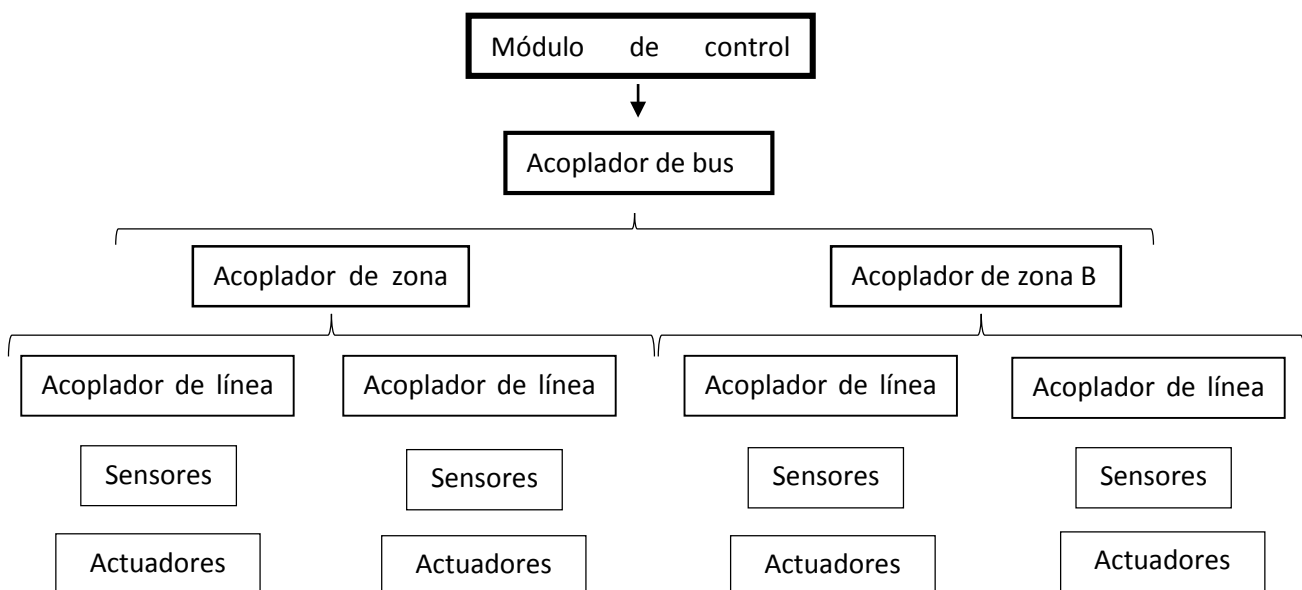 Módulo de control
Acoplador de bus
Acoplador de zona
Acoplador de zona B
Acoplador de línea
Acoplador de línea
Acoplador de línea
Acoplador de línea
Sensores
Sensores
Sensores
Sensores
Actuadores
Actuadores
Actuadores
Actuadores